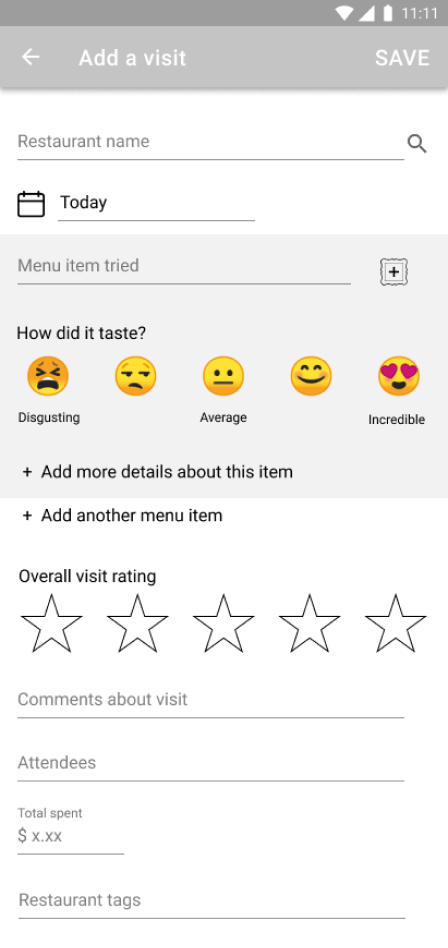 11:11
Add a visit SAVE
Restaurant name
Today
Menu item tried
How did it taste?
Disgusting Average Incredible
+ Add more details about this item
+ Add another menu item
Overall visit rating
Comments about visit
Attendees
Total spent
$ x.xx
Restaurant tags